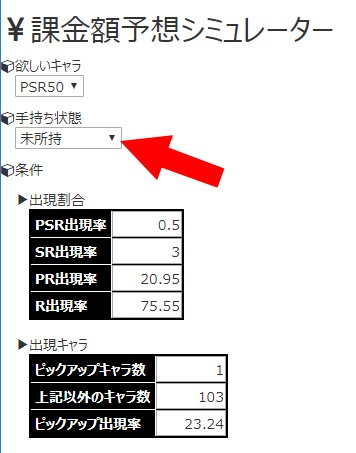 ¥課金額予想シミュレーター
欲しいキャラ
PSR50
手持ち状態
未所持
条件
▶出現割合
PSR出現率 0.5
SR出現率 3
PR出現率 20.95
R出現率 75.55
▶出現キャラ
ピックアップキャラ数 1
上記以外のキャラ数 103
ピックアップ出現率 23.24